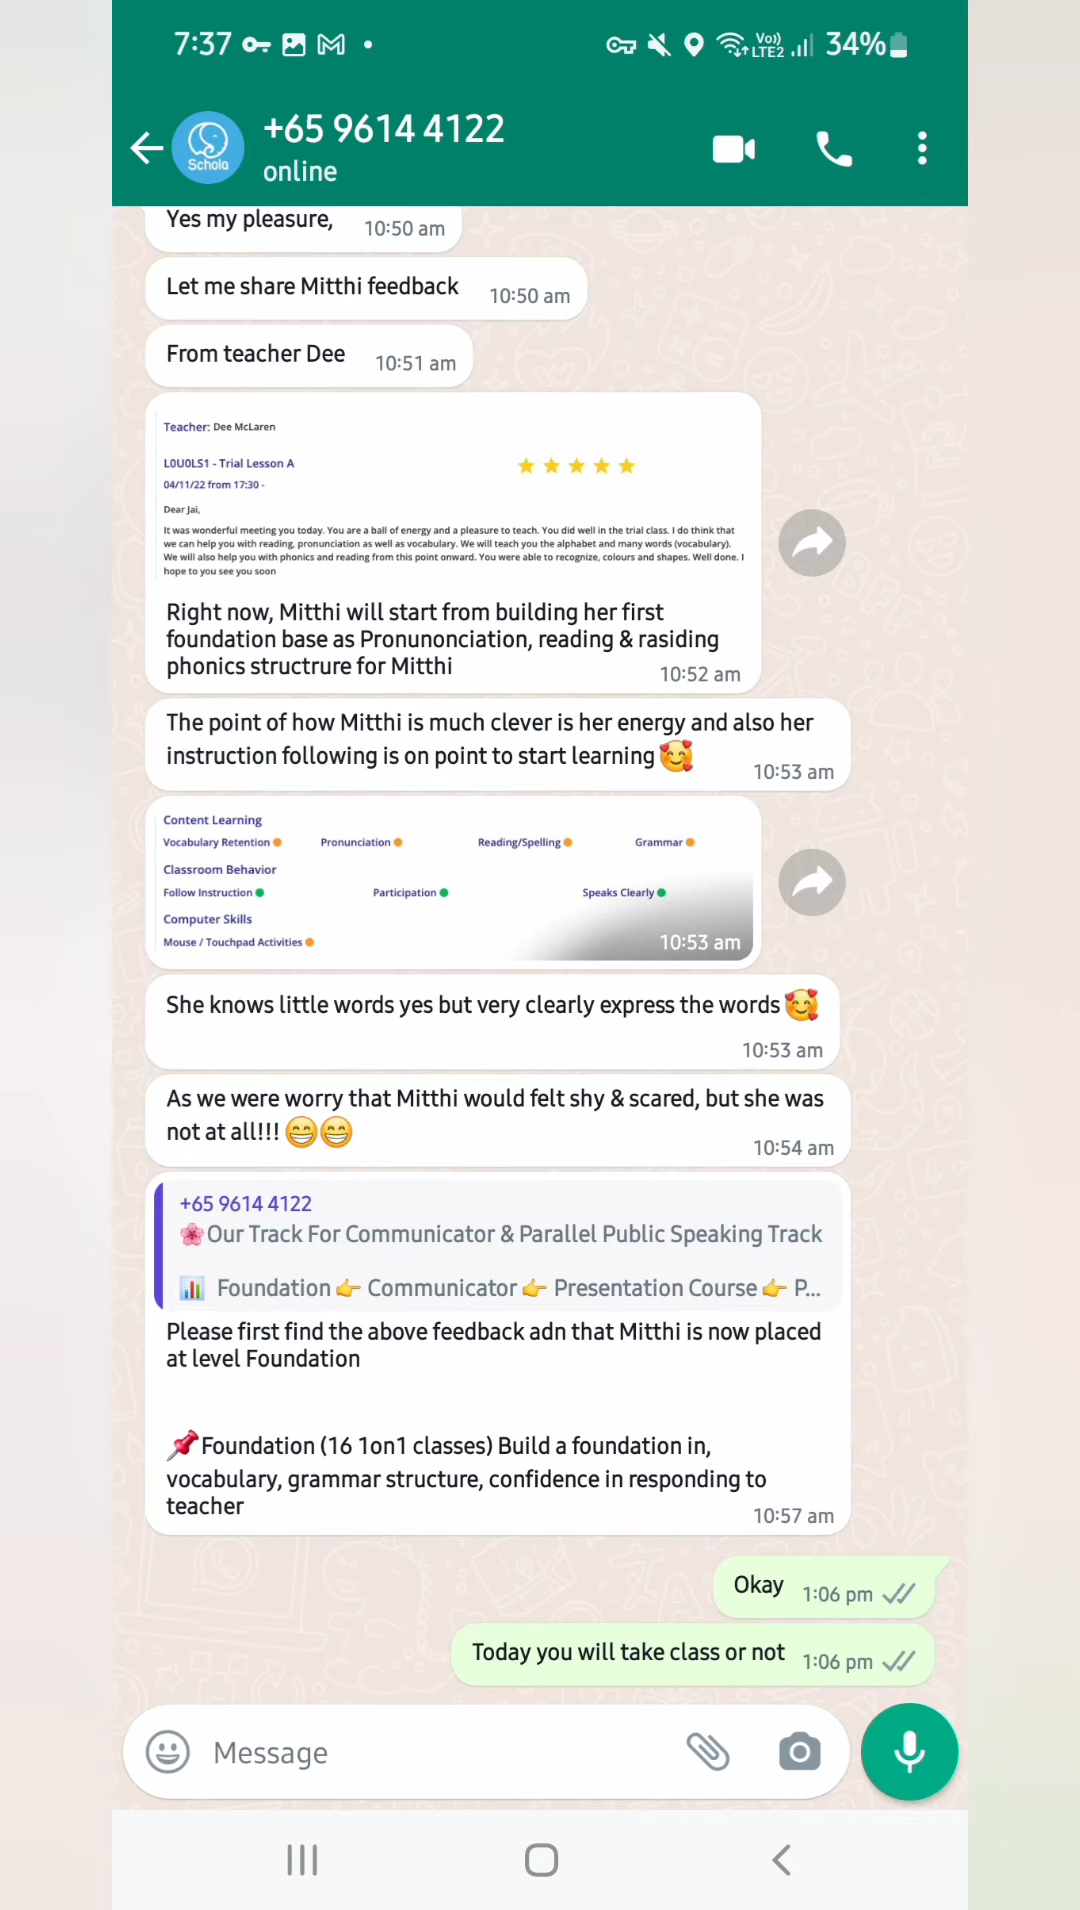 7:37
Vo))
LTE2
34%
Schola
+65 9614 4122
online
Yes my pleasure,
10:50 am
Let me share Mitthi feedback
10:50 am
From teacher Dee
10:51 am
Teacher: Dee McLaren
L0U0LS1 - Trial Lesson A
04/11/22 from 17:30 -
Dear Jai,
It was wonderful meeting you today. You are a ball of energy and a pleasure to teach. You did well in the trial class. I do think that
we can help you with reading, pronunciation as well as vocabulary. We will teach you the alphabet and many words (vocabulary).
We will also help you with phonics and reading from this point onward. You were able to recognize, colours and shapes. Well done. I
hope to you see you soon
Right now, Mitthi will start from building her first
foundation base as Pronunonciation, reading & rasiding
phonics structrure for Mitthi
10:52 am
The point of how Mitthi is much clever is her energy and also her
instruction following is on point to start learning 🥰
10:53 am
Content Learning
Vocabulary Retention Pronunciation Reading/Spelling Grammar
Classroom Behavior
Follow Instruction Participation Speaks Clearly
Computer Skills
Mouse / Touchpad Activities
10:53 am
She knows little words yes but very clearly express the words 🥰
10:53 am
As we were worry that Mitthi would felt shy & scared, but she was
not at all!!! 😁😁
10:54 am
+65 9614 4122
🌸Our Track For Communicator & Parallel Public Speaking Track
📊 Foundation 👉 Communicator 👉 Presentation Course 👉 P...
Please first find the above feedback adn that Mitthi is now placed
at level Foundation
📌Foundation (16 1on1 classes) Build a foundation in,
vocabulary, grammar structure, confidence in responding to
teacher
10:57 am
Okay
1:06 pm
Today you will take class or not
1:06 pm
Message